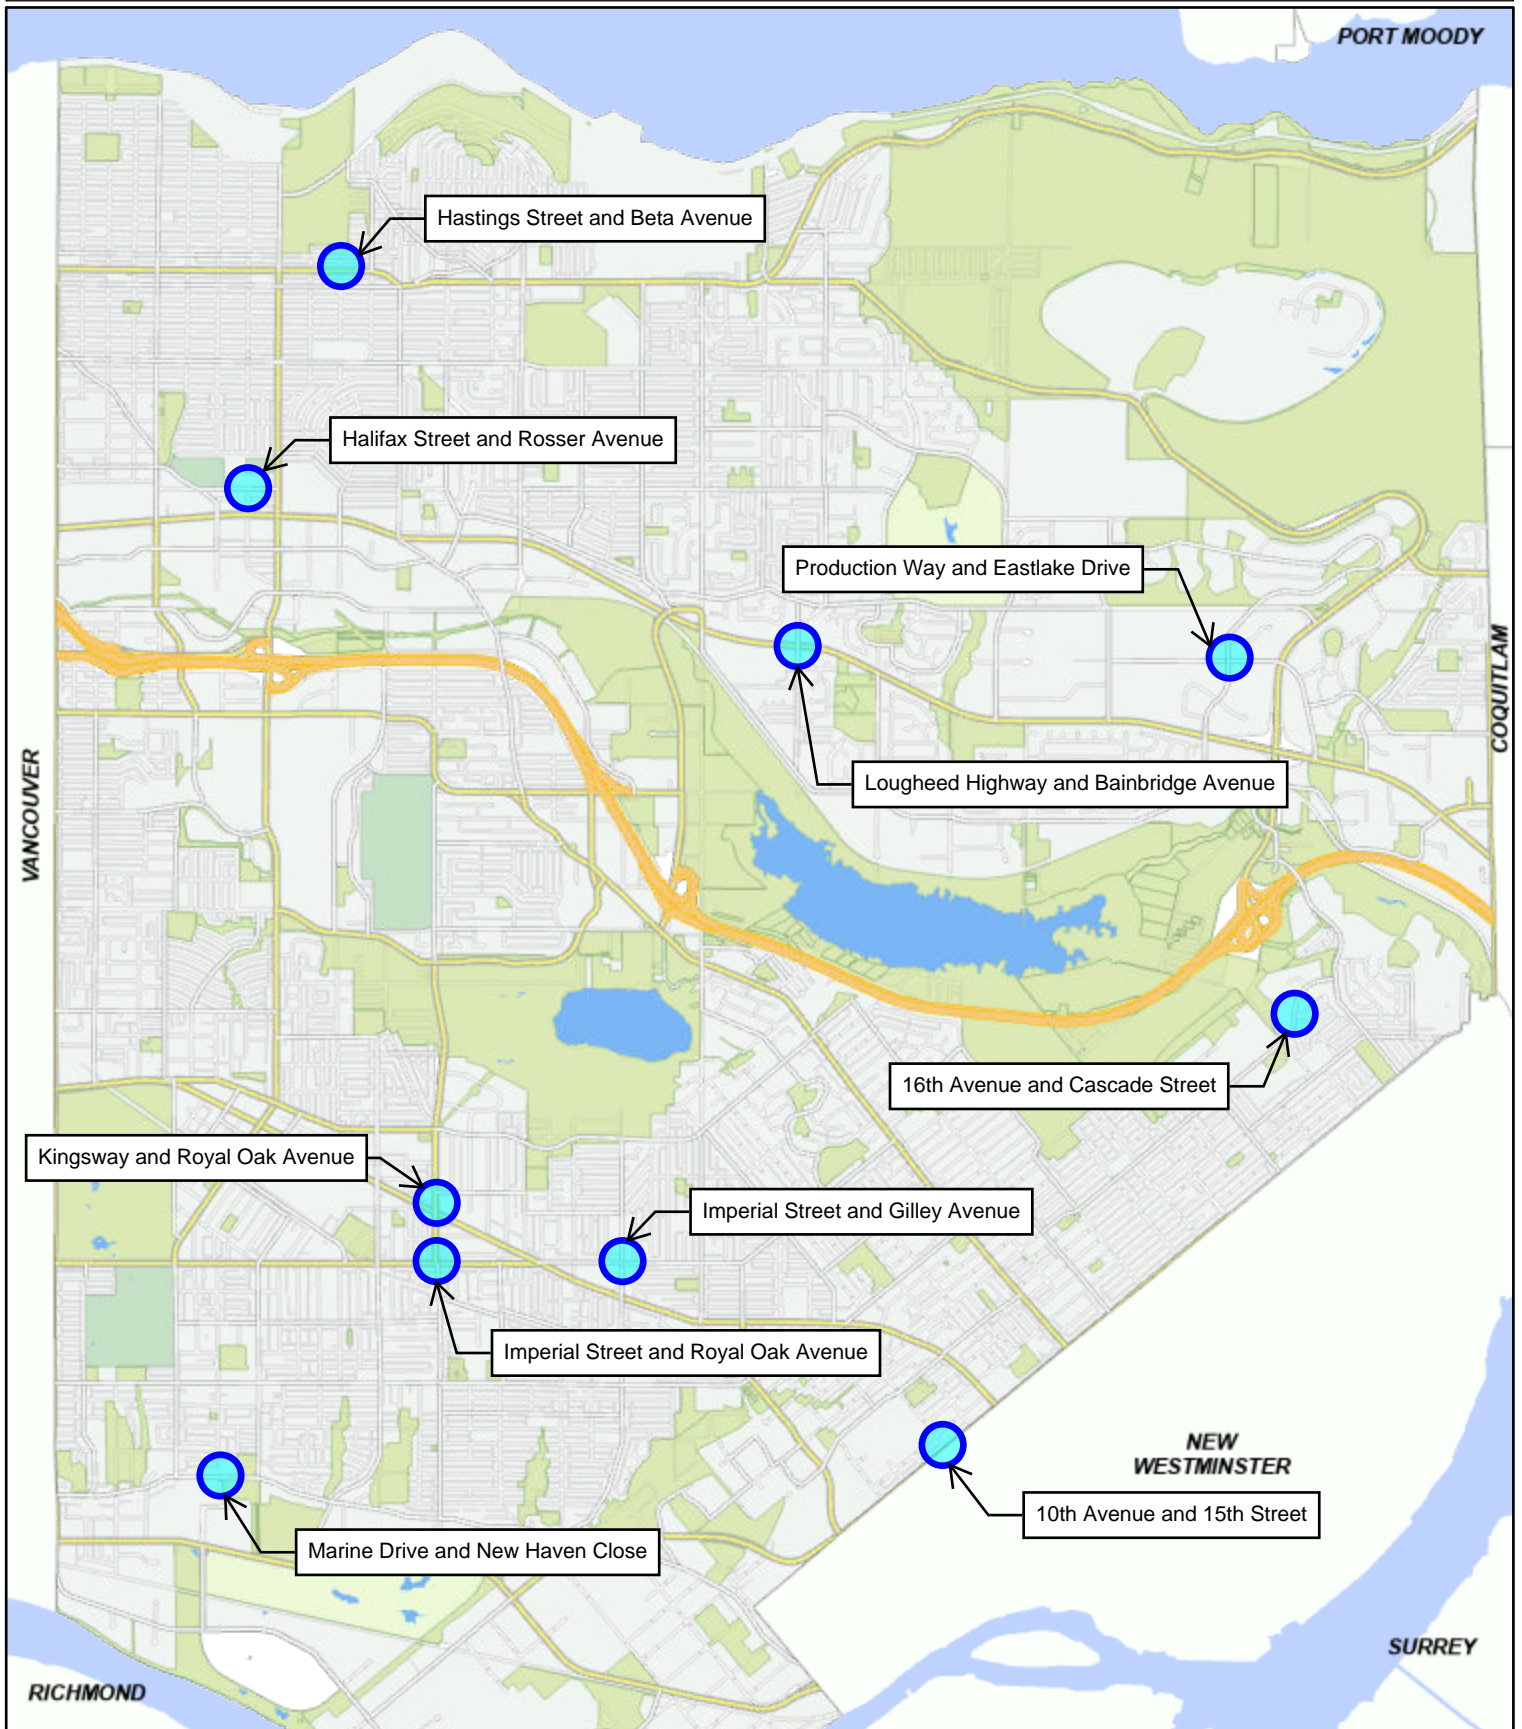 PORT MOODY
Hastings Street and Beta Avenue
Halifax Street and Rosser Avenue
Production Way and Eastlake Drive
COQUITLAM
VANCOUVER
Lougheed Highway and Bainbridge Avenue
16th Avenue and Cascade Street
Kingsway and Royal Oak Avenue
Imperial Street and Gilley Avenue
Imperial Street and Royal Oak Avenue
NEW
WESTMINSTER
10th Avenue and 15th Street
Marine Drive and New Haven Close
SURREY
RICHMOND